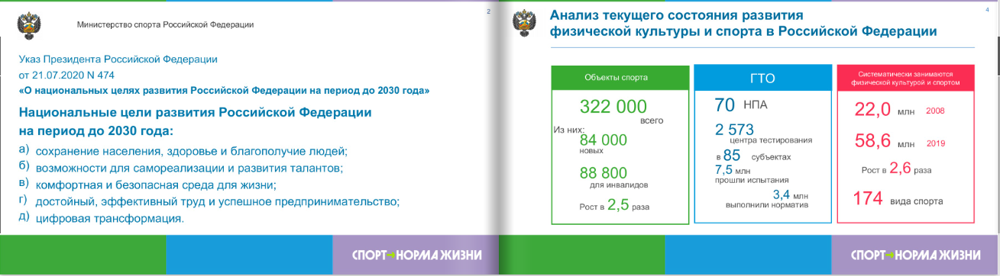 2
Министерство спорта Российской Федерации
Указ Президента Российской Федерации
от 21.07.2020 N 474
«О национальных целях развития Российской Федерации на период до 2030 года»
Национальные цели развития Российской Федерации
на период до 2030 года:
а) сохранение населения, здоровье и благополучие людей;
б) возможности для самореализации и развития талантов;
в) комфортная и безопасная среда для жизни;
г) достойный, эффективный труд и успешное предпринимательство;
д) цифровая трансформация.
СПОРТ→НОРМА ЖИЗНИ
4
Анализ текущего состояния развития
физической культуры и спорта в Российской Федерации
Объекты спорта
322 000
всего
Из них:
84 000
новых
88 800
для инвалидов
Рост в 2,5 раза
ГТО
70 НПА
2 573
центра тестирования
в 85 субъектах
7,5 млн
прошли испытания
3,4 млн
выполнили норматив
Систематически занимаются
физической культурой и спортом
22,0 млн 2008
58,6 млн 2019
Рост в 2,6 раза
174 вида спорта
СПОРТ→НОРМА ЖИЗНИ